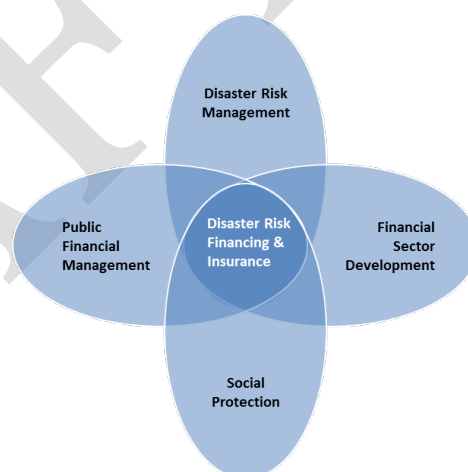 Disaster Risk
Management
Public
Financial
Management
Disaster Risk
Financing &
Insurance
Financial
Sector
Development
Social
Protection